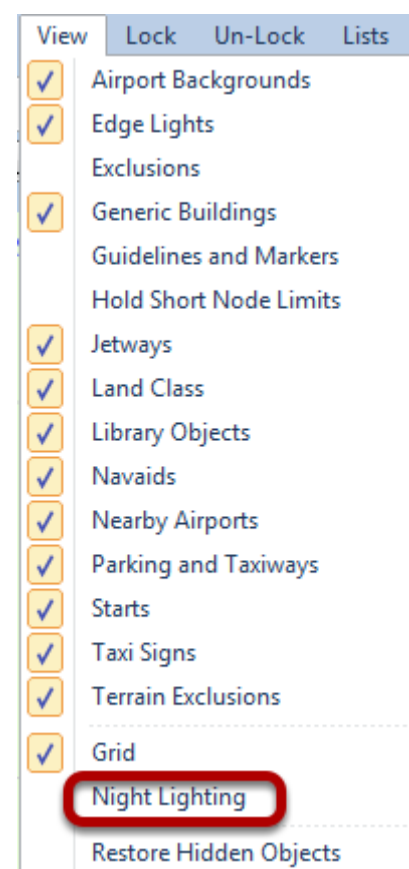 View Lock Un-Lock Lists
Airport Backgrounds
Edge Lights
Exclusions
Generic Buildings
Guidelines and Markers
Hold Short Node Limits
Jetways
Land Class
Library Objects
Navaids
Nearby Airports
Parking and Taxiways
Starts
Taxi Signs
Terrain Exclusions
Grid
Night Lighting
Restore Hidden Objects